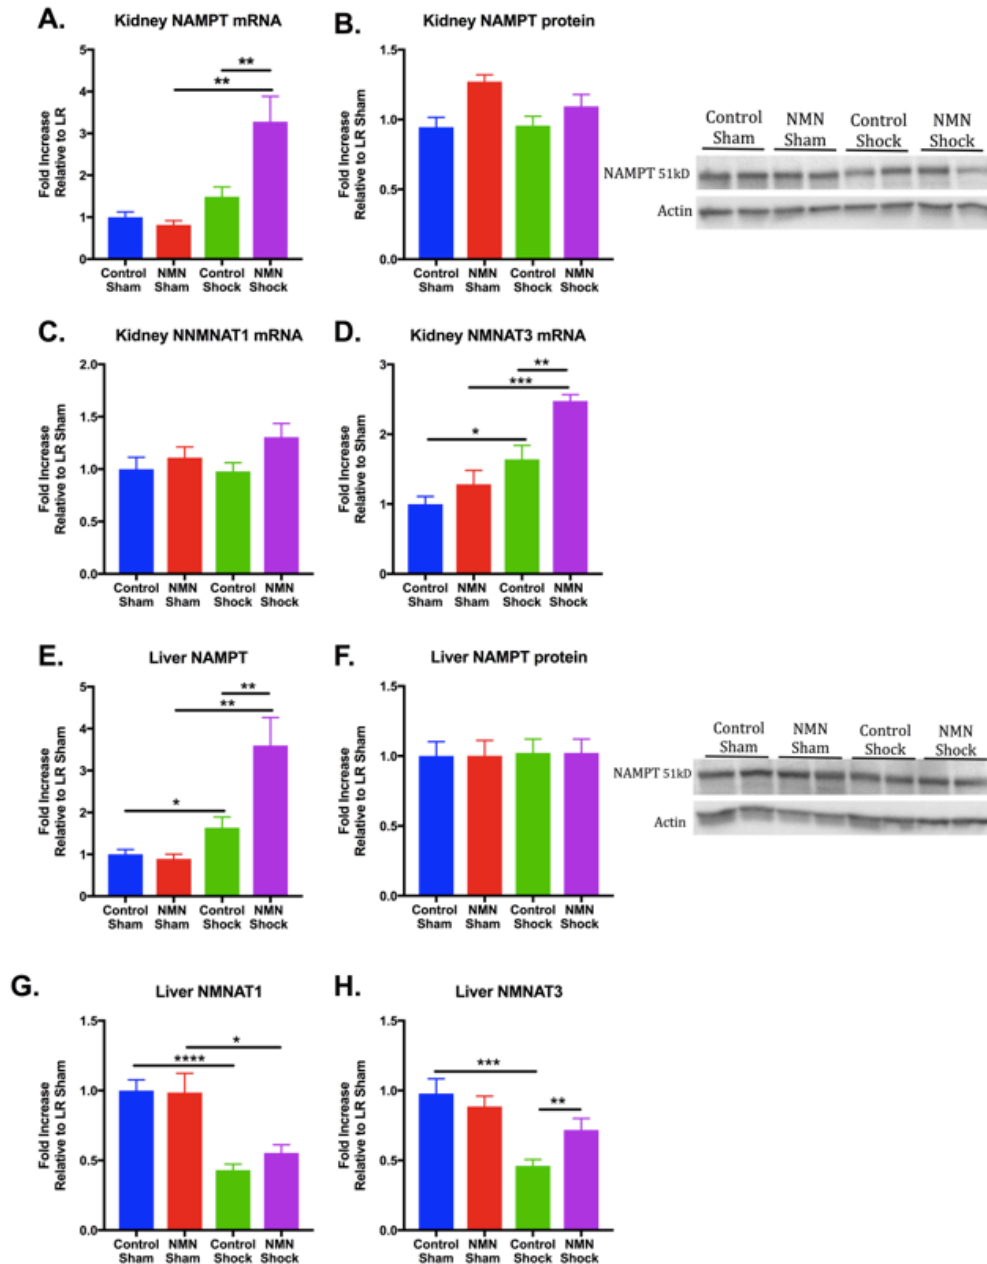 A.
Kidney NAMPT mRNA
Fold Increase
Relative to LR
5
4
3
2
1
0
**
**
Control
Sham
NMN
Sham
Control
Shock
NMN
Shock
B.
Kidney NAMPT protein
Fold Increase
Relative to LR Sham
1.5
1.0
0.5
0.0
Control
Sham
NMN
Sham
Control
Shock
NMN
Shock
Control
Sham
NMN
Sham
Control
Shock
NMN
Shock
NAMPT 51kD
Actin
C.
Kidney NNMNAT1 mRNA
Fold Increase
Relative to LR Sham
2.0
1.5
1.0
0.5
0.0
Control
Sham
NMN
Sham
Control
Shock
NMN
Shock
D.
Kidney NMNAT3 mRNA
Fold Increase
Relative to Sham
3
2
1
0
**
***
*
Control
Sham
NMN
Sham
Control
Shock
NMN
Shock
E.
Liver NAMPT
Fold Increase
Relative to LR Sham
5
4
3
2
1
0
**
**
*
Control
Sham
NMN
Sham
Control
Shock
NMN
Shock
F.
Liver NAMPT protein
Fold Increase
Relative to LR Sham
1.5
1.0
0.5
0.0
Control
Sham
NMN
Sham
Control
Shock
NMN
Shock
Control
Sham
NMN
Sham
Control
Shock
NMN
Shock
NAMPT 51kD
Actin
G.
Liver NMNAT1
Fold Increase
Relative to LR Sham
1.5
1.0
0.5
0.0
*
****
Control
Sham
NMN
Sham
Control
Shock
NMN
Shock
H.
Liver NMNAT3
Fold Increase
Relative to LR Sham
1.5
1.0
0.5
0.0
***
**
Control
Sham
NMN
Sham
Control
Shock
NMN
Shock